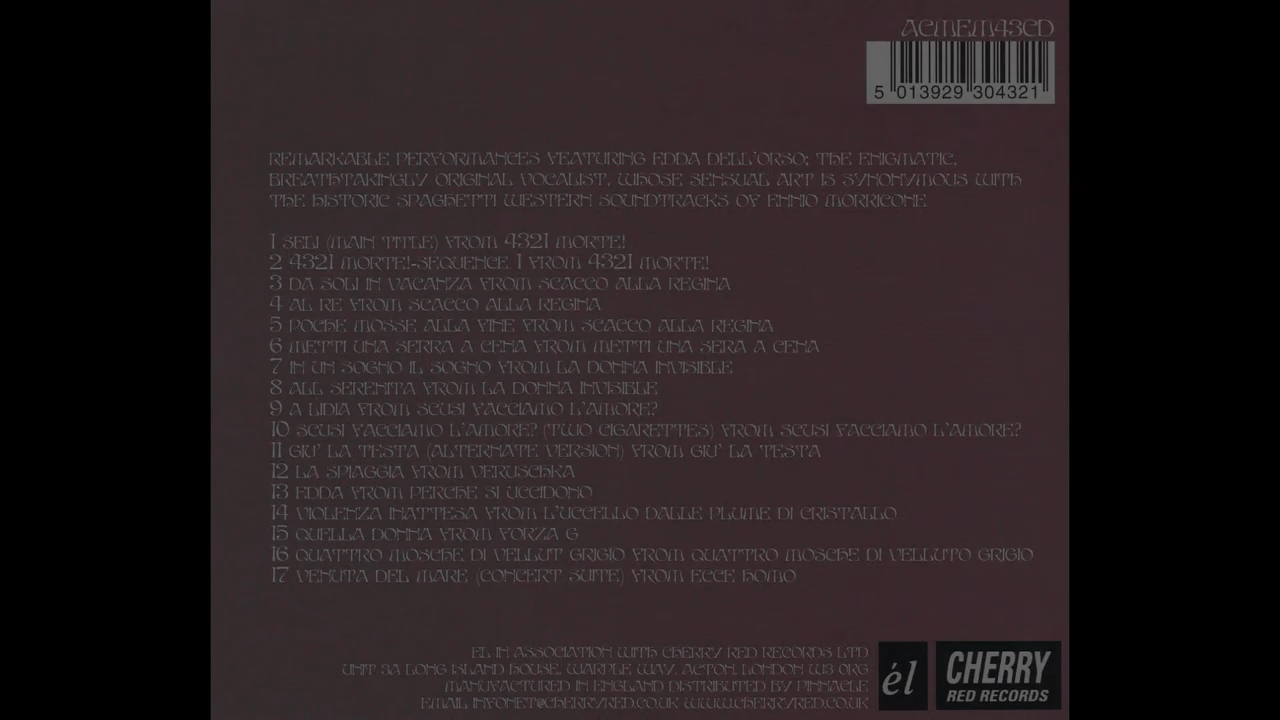 ACMEM43CD
5 013929 304321
REMARKABLE PERFORMANCES FEATURING EDDA DELL'ORSO; THE ENIGMATIC,
BREATHTAKINGLY ORIGINAL VOCALIST, WHOSE SENSUAL ART IS SYNONYMOUS WITH
THE HISTORIC SPAGHETTI WESTERN SOUNDTRACKS OF ENNIO MORRICONE
1 SELI (MAIN TITLE) FROM 4321 MORTE!
2 4321 MORTE!-SEQUENCE 1 FROM 4321 MORTE!
3 DA SOLI IN VACANZA FROM SCACCO ALLA REGINA
4 AL RE FROM SCACCO ALLA REGINA
5 POCHE MOSSE ALLA FINE FROM SCACCO ALLA REGINA
6 METTI UNA SERRA A CENA FROM METTI UNA SERA A CENA
7 IN UN SOGNO IL SOGNO FROM LA DONNA INVISIBLE
8 ALL SERENITA FROM LA DONNA INVISIBLE
9 A LIDIA FROM SCUSI FACCIAMO L'AMORE?
10 SCUSI FACCIAMO L'AMORE? (TWO CIGARETTES) FROM SCUSI FACCIAMO L'AMORE?
11 GIU' LA TESTA (ALTERNATE VERSION) FROM GIU' LA TESTA
12 LA SPIAGGIA FROM VERUSCHKA
13 EDDA FROM PERCHE SI UCCIDONO
14 VIOLENZA INATTESA FROM L'UCCELLO DALLE PLUME DI CRISTALLO
15 QUELLA DONNA FROM FORZA G
16 QUATTRO MOSCHE DI VELLUT GRIGIO FROM QUATTRO MOSCHE DI VELLUTO GRIGIO
17 VENUTA DEL MARE (CONCERT SUITE) FROM ECCE HOMO
EL IN ASSOCIATION WITH CHERRY RED RECORDS LTD
UNIT 3A LONG ISLAND HOUSE, WARPLE WAY, ACTON, LONDON W3 0RG
MANUFACTURED IN ENGLAND DISTRIBUTED BY PINNACLE
EMAIL INFONET@CHERRYRED.CO.UK WWW.CHERRYRED.CO.UK
él
CHERRY
RED RECORDS